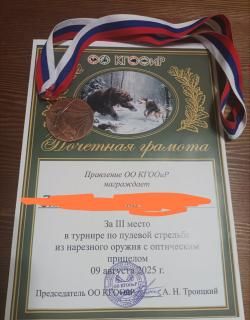 ОО КГООиР
Почетная грамота
Правление ОО КГООиР
награждает
За III место
в турнире по пулевой стрельбе
из нарезного оружия с оптическим
прицелом
09 августа 2025 г.
Председатель ОО КГООиР А. Н. Троицкий